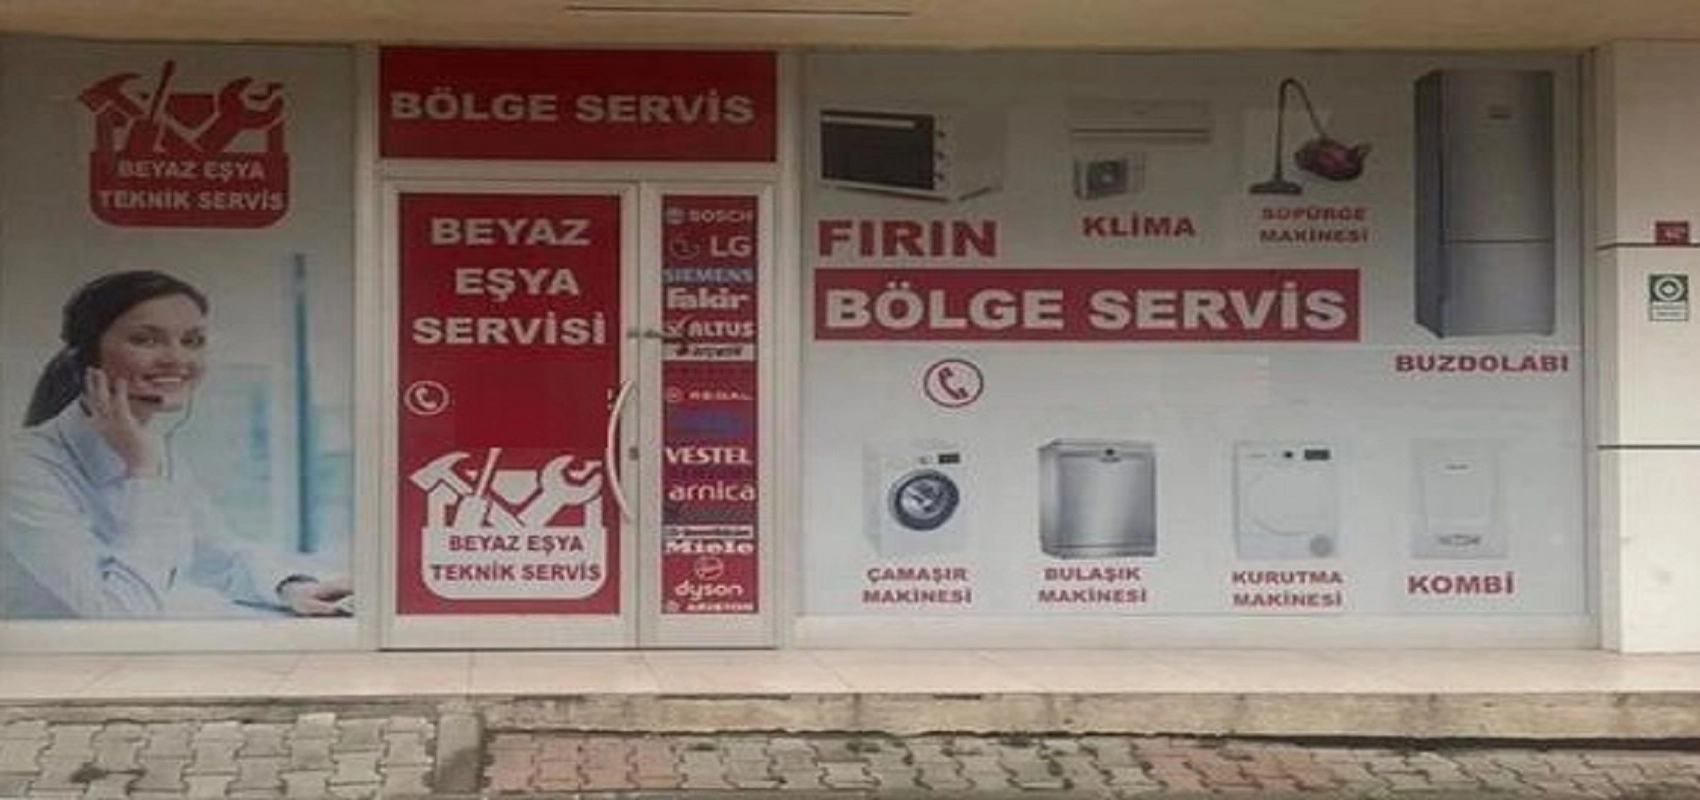 BEYAZ EŞYA
TEKNİK SERVİS
BÖLGE SERVİS
BEYAZ
EŞYA
SERVİSİ
BEYAZ EŞYA
TEKNİK SERVİS
BOSCH
LG
SIEMENS
Fakir
ALTUS
arçelik
REGAL
VESTEL
arnica
Miele
dyson
ARISTON
FIRIN
KLİMA
SÜPÜRGE
MAKİNESİ
BÖLGE SERVİS
BUZDOLABI
ÇAMAŞIR
MAKİNESİ
BULAŞIK
MAKİNESİ
KURUTMA
MAKİNESİ
KOMBİ